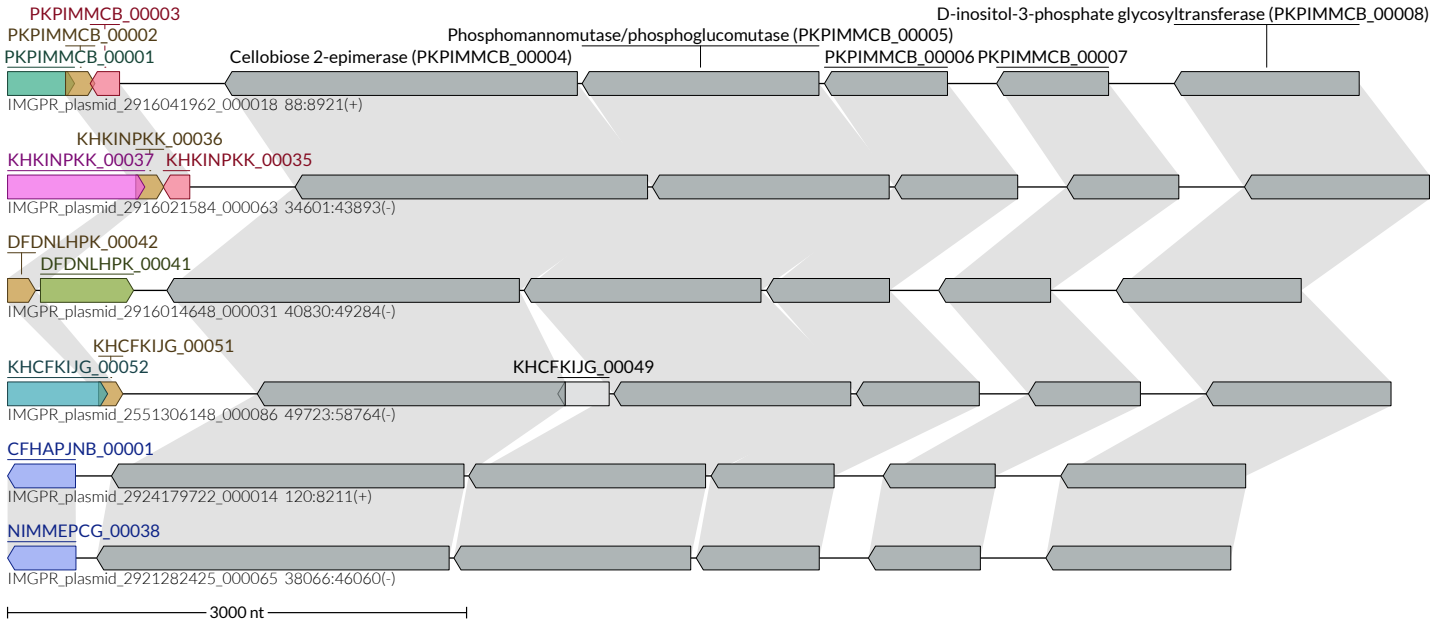 PKPIMMCB_00003
D-inositol-3-phosphate glycosyltransferase (PKPIMMCB_00008)
PKPIMMCB_00002
Phosphomannomutase/phosphoglucomutase (PKPIMMCB_00005)
PKPIMMCB_00001
Cellobiose 2-epimerase (PKPIMMCB_00004)
PKPIMMCB_00006
PKPIMMCB_00007
IMGPR_plasmid_2916041962_000018 88:8921(+)
KHKINPKK_00036
KHKINPKK_00037
KHKINPKK_00035
IMGPR_plasmid_2916021584_000063 34601:43893(-)
DFDNLHPK_00042
DFDNLHPK_00041
IMGPR_plasmid_2916014648_000031 40830:49284(-)
KHCFKIJG_00051
KHCFKIJG_00052
KHCFKIJG_00049
IMGPR_plasmid_2551306148_000086 49723:58764(-)
CFHAPJNB_00001
IMGPR_plasmid_2924179722_000014 120:8211(+)
NIMMEPCG_00038
IMGPR_plasmid_2921282425_000065 38066:46060(-)
3000 nt